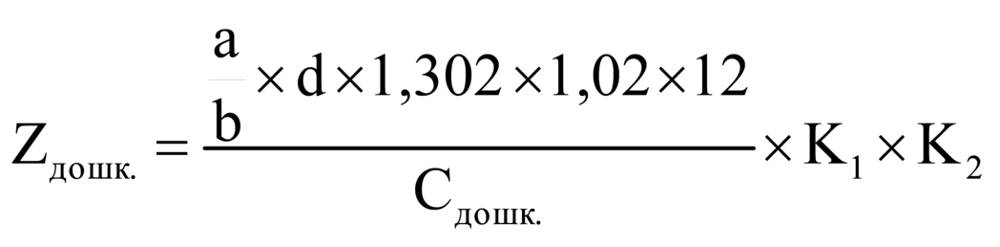 Z дошк. = a/b × d × 1,302 × 1,02 × 12 / C дошк. × K1 × K2